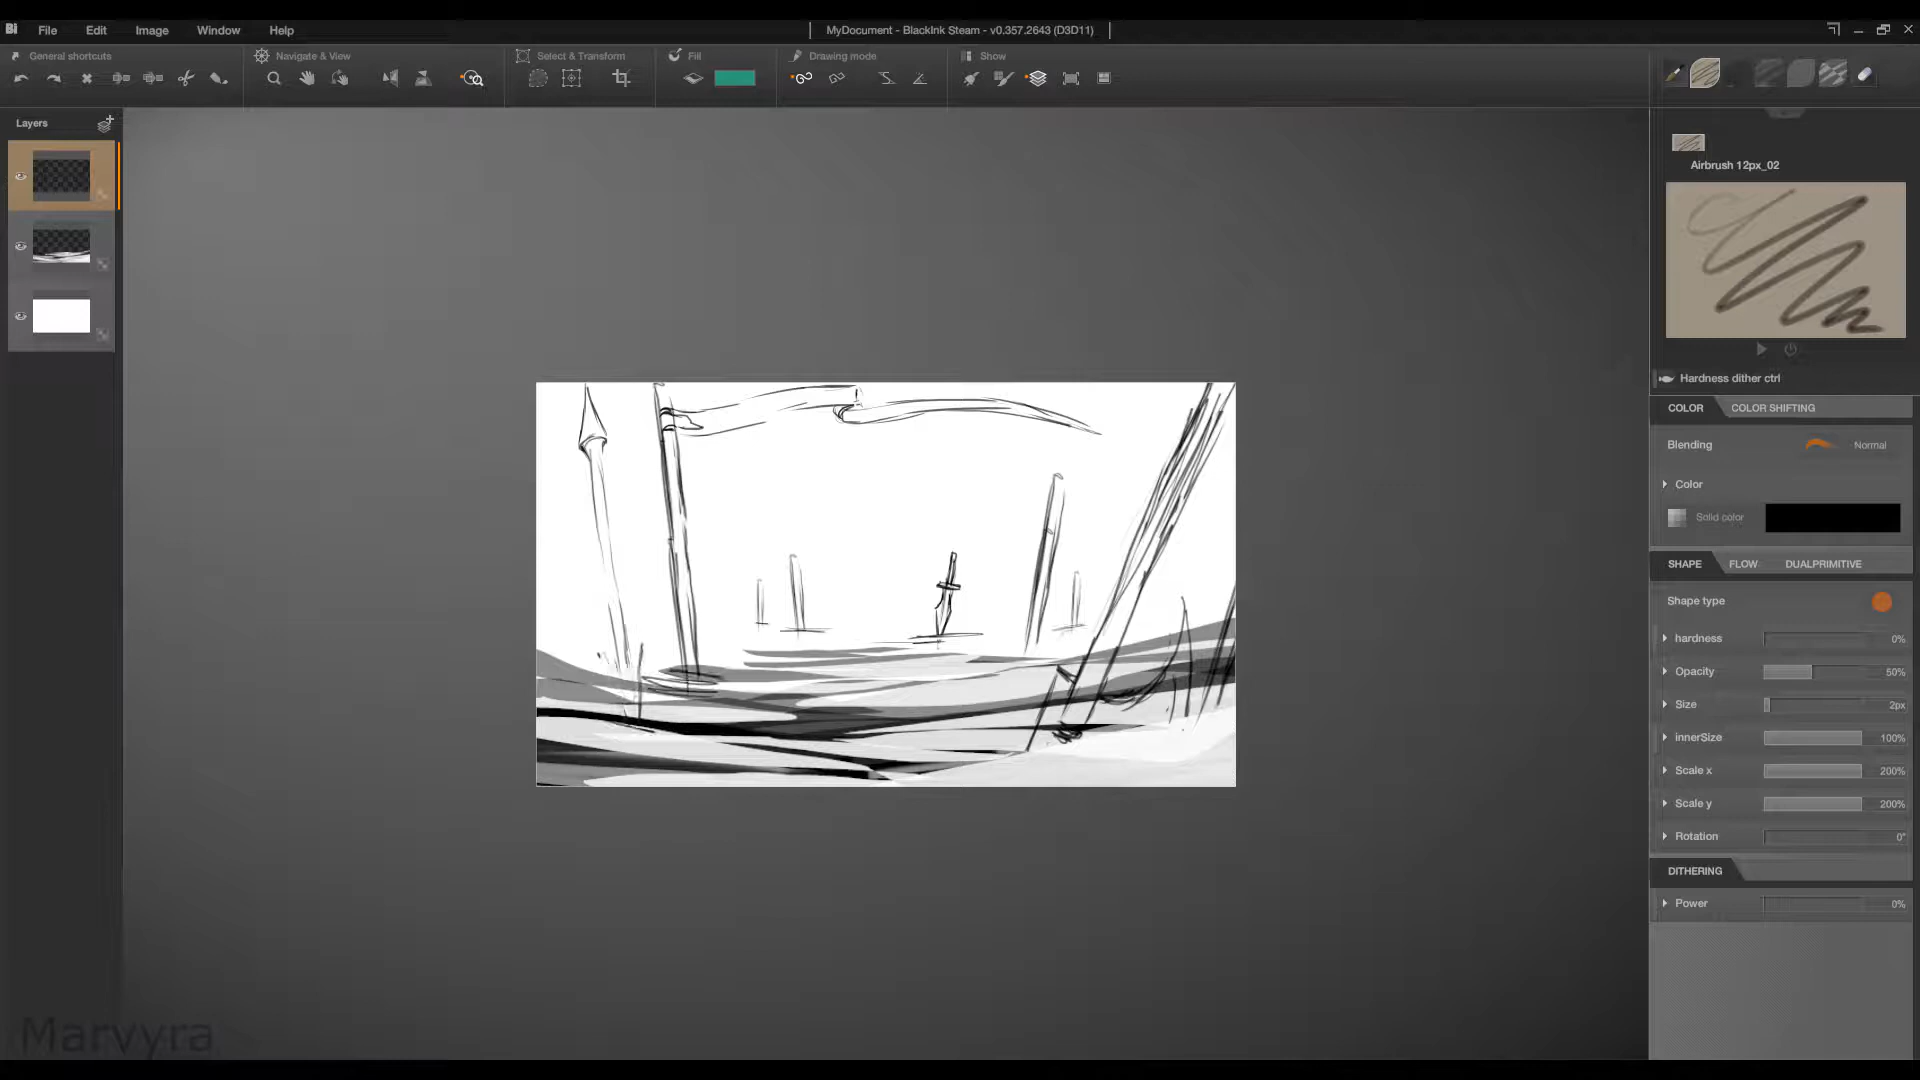 Bi File Edit Image Window Help MyDocument - BlackInk Steam - v0.357.2643 (D3D11)
General shortcuts Navigate & View Select & Transform Fill Drawing mode Show
Layers
Airbrush 12px_02
Hardness dither ctrl
COLOR COLOR SHIFTING
Blending Normal
Color
Solid color
SHAPE FLOW DUALPRIMITIVE
Shape type
hardness 0%
Opacity 50%
Size 2px
innerSize 100%
Scale x 200%
Scale y 200%
Rotation 0°
DITHERING
Power 0%
Marvyra